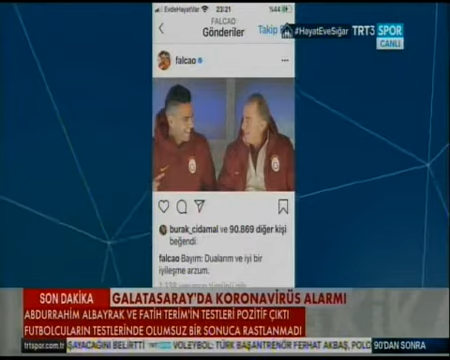 EvdeHayatVar 23:21 %44
FALCAO
Gönderiler
Takip
#HayatEveSığar
TRT3 SPOR
CANLI
falcao
burak_cidamal ve 90.869 diğer kişi
beğendi
falcao Bayım: Dualarım ve iyi bir
iyileşme arzum.
SON DAKİKA
GALATASARAY'DA KORONAVİRÜS ALARMI
ABDURRAHİM ALBAYRAK VE FATİH TERİM'İN TESTLERİ POZİTİF ÇIKTI
FUTBOLCULARIN TESTLERİNDE OLUMSUZ BİR SONUCA RASTLANMADI
trtspor.com.tr GAYACAĞINI BELİRTTİ VOLEYBOL: TÜRK BAŞANTRENÖR FERHAT AKBAŞ, 90'DAN SONRA